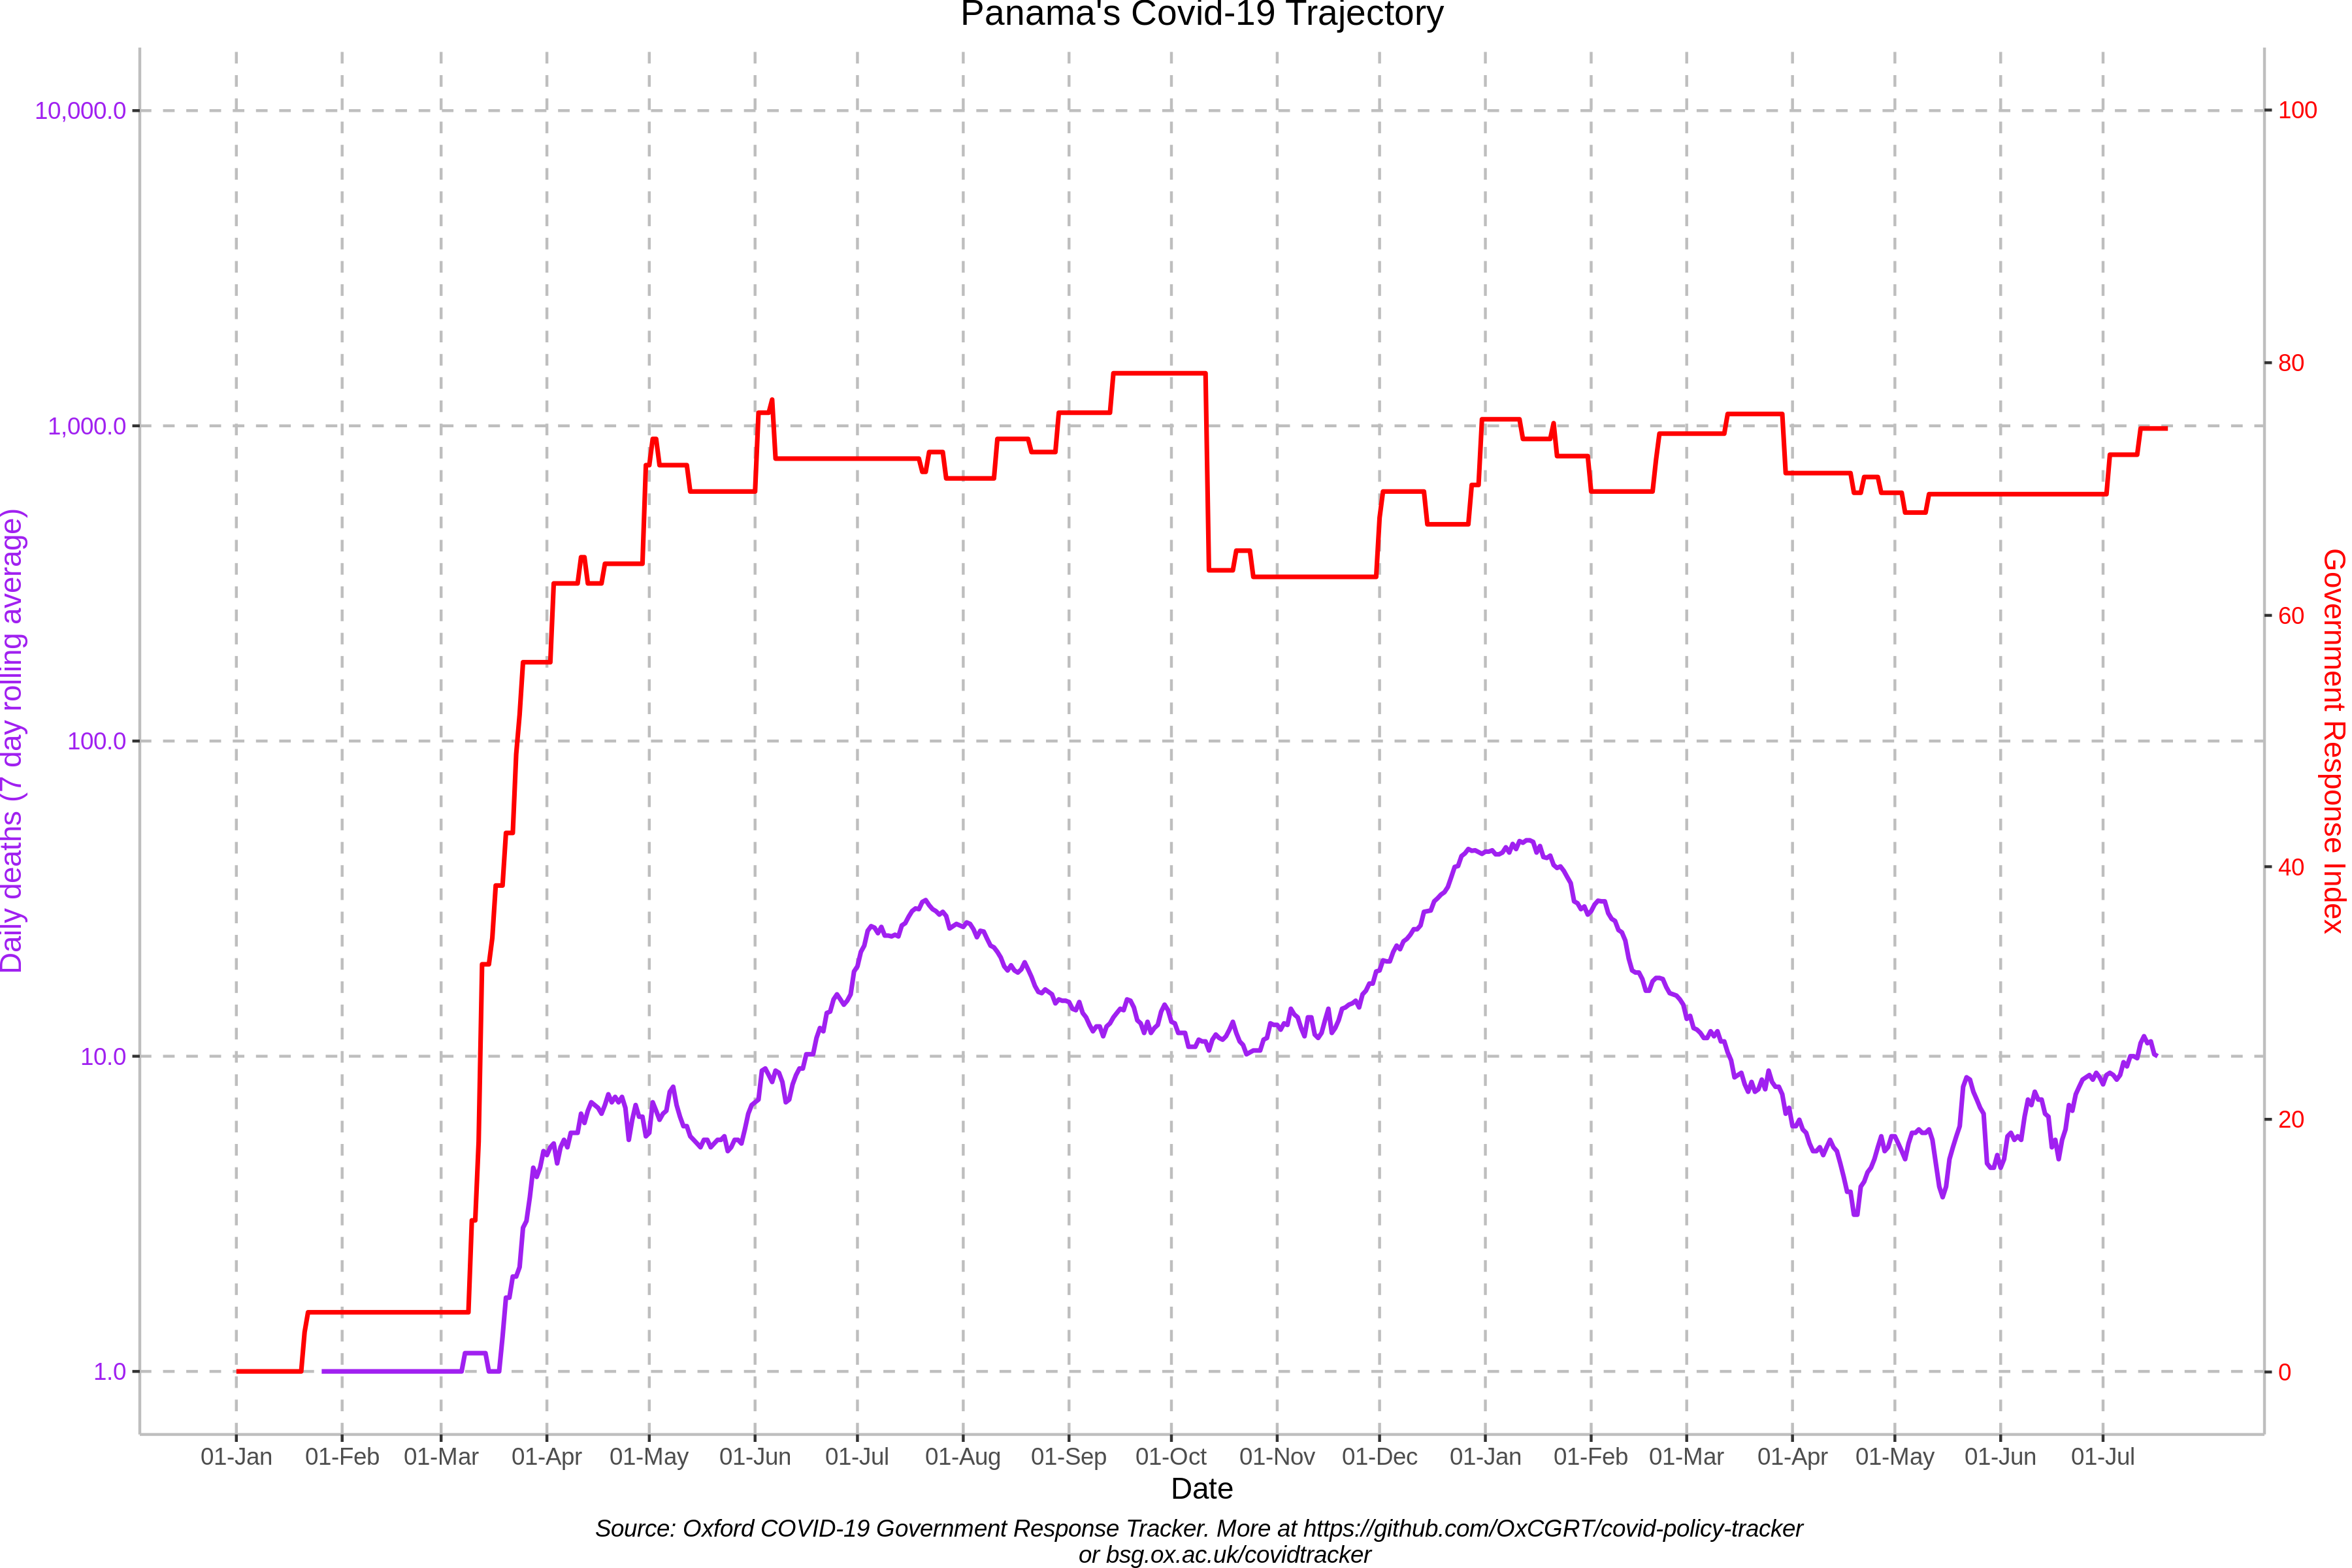 Panama's Covid-19 Trajectory
10,000.0
1,000.0
100.0
10.0
1.0
Daily deaths (7 day rolling average)
100
80
60
40
20
0
Government Response Index
01-Jan 01-Feb 01-Mar 01-Apr 01-May 01-Jun 01-Jul 01-Aug 01-Sep 01-Oct 01-Nov 01-Dec 01-Jan 01-Feb 01-Mar 01-Apr 01-May 01-Jun 01-Jul
Date
Source: Oxford COVID-19 Government Response Tracker. More at https://github.com/OxCGRT/covid-policy-tracker
or bsg.ox.ac.uk/covidtracker